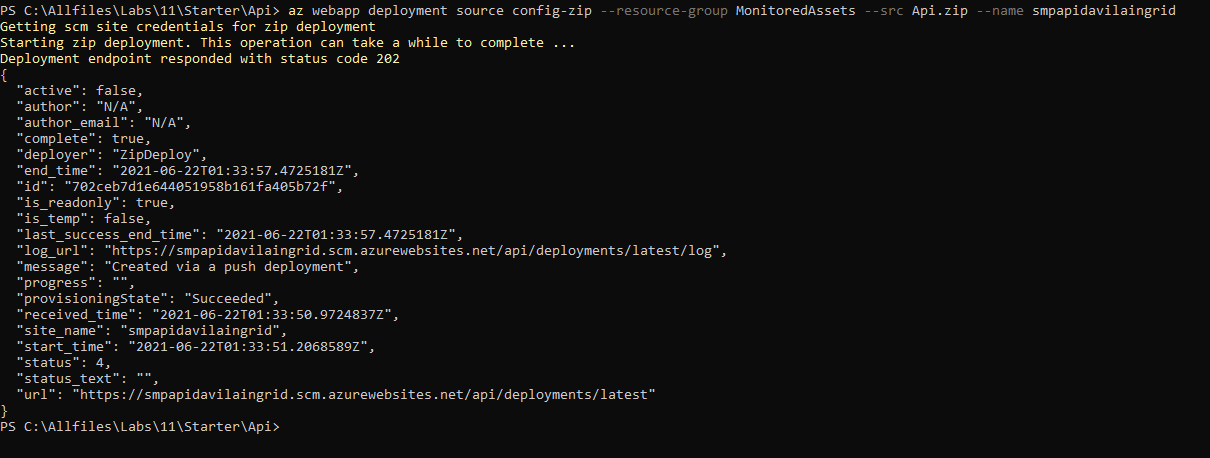 PS C:\Allfiles\Labs\11\Starter\Api> az webapp deployment source config-zip --resource-group MonitoredAssets --src Api.zip --name smpapidavilaingrid
Getting scm site credentials for zip deployment
Starting zip deployment. This operation can take a while to complete ...
Deployment endpoint responded with status code 202
{
  "active": false,
  "author": "N/A",
  "author_email": "N/A",
  "complete": true,
  "deployer": "ZipDeploy",
  "end_time": "2021-06-22T01:33:57.4725181Z",
  "id": "702ceb7d1e644051958b161fa405b72f",
  "is_readonly": true,
  "is_temp": false,
  "last_success_end_time": "2021-06-22T01:33:57.4725181Z",
  "log_url": "https://smpapidavilaingrid.scm.azurewebsites.net/api/deployments/latest/log",
  "message": "Created via a push deployment",
  "progress": "",
  "provisioningState": "Succeeded",
  "received_time": "2021-06-22T01:33:50.9724837Z",
  "site_name": "smpapidavilaingrid",
  "start_time": "2021-06-22T01:33:51.2068589Z",
  "status": 4,
  "status_text": "",
  "url": "https://smpapidavilaingrid.scm.azurewebsites.net/api/deployments/latest"
}
PS C:\Allfiles\Labs\11\Starter\Api>